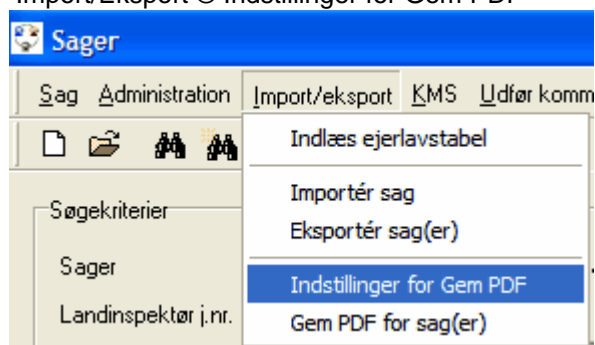 Import/Eksport ® Indstillinger for Gem PDF
Sager
Sag Administration Import/eksport KMS Udfør komm
Indlæs ejerlavstabel
Importér sag
Søgekriterier
Eksportér sag(er)
Sager
Indstillinger for Gem PDF
Landinspektør j.nr.
Gem PDF for sag(er)